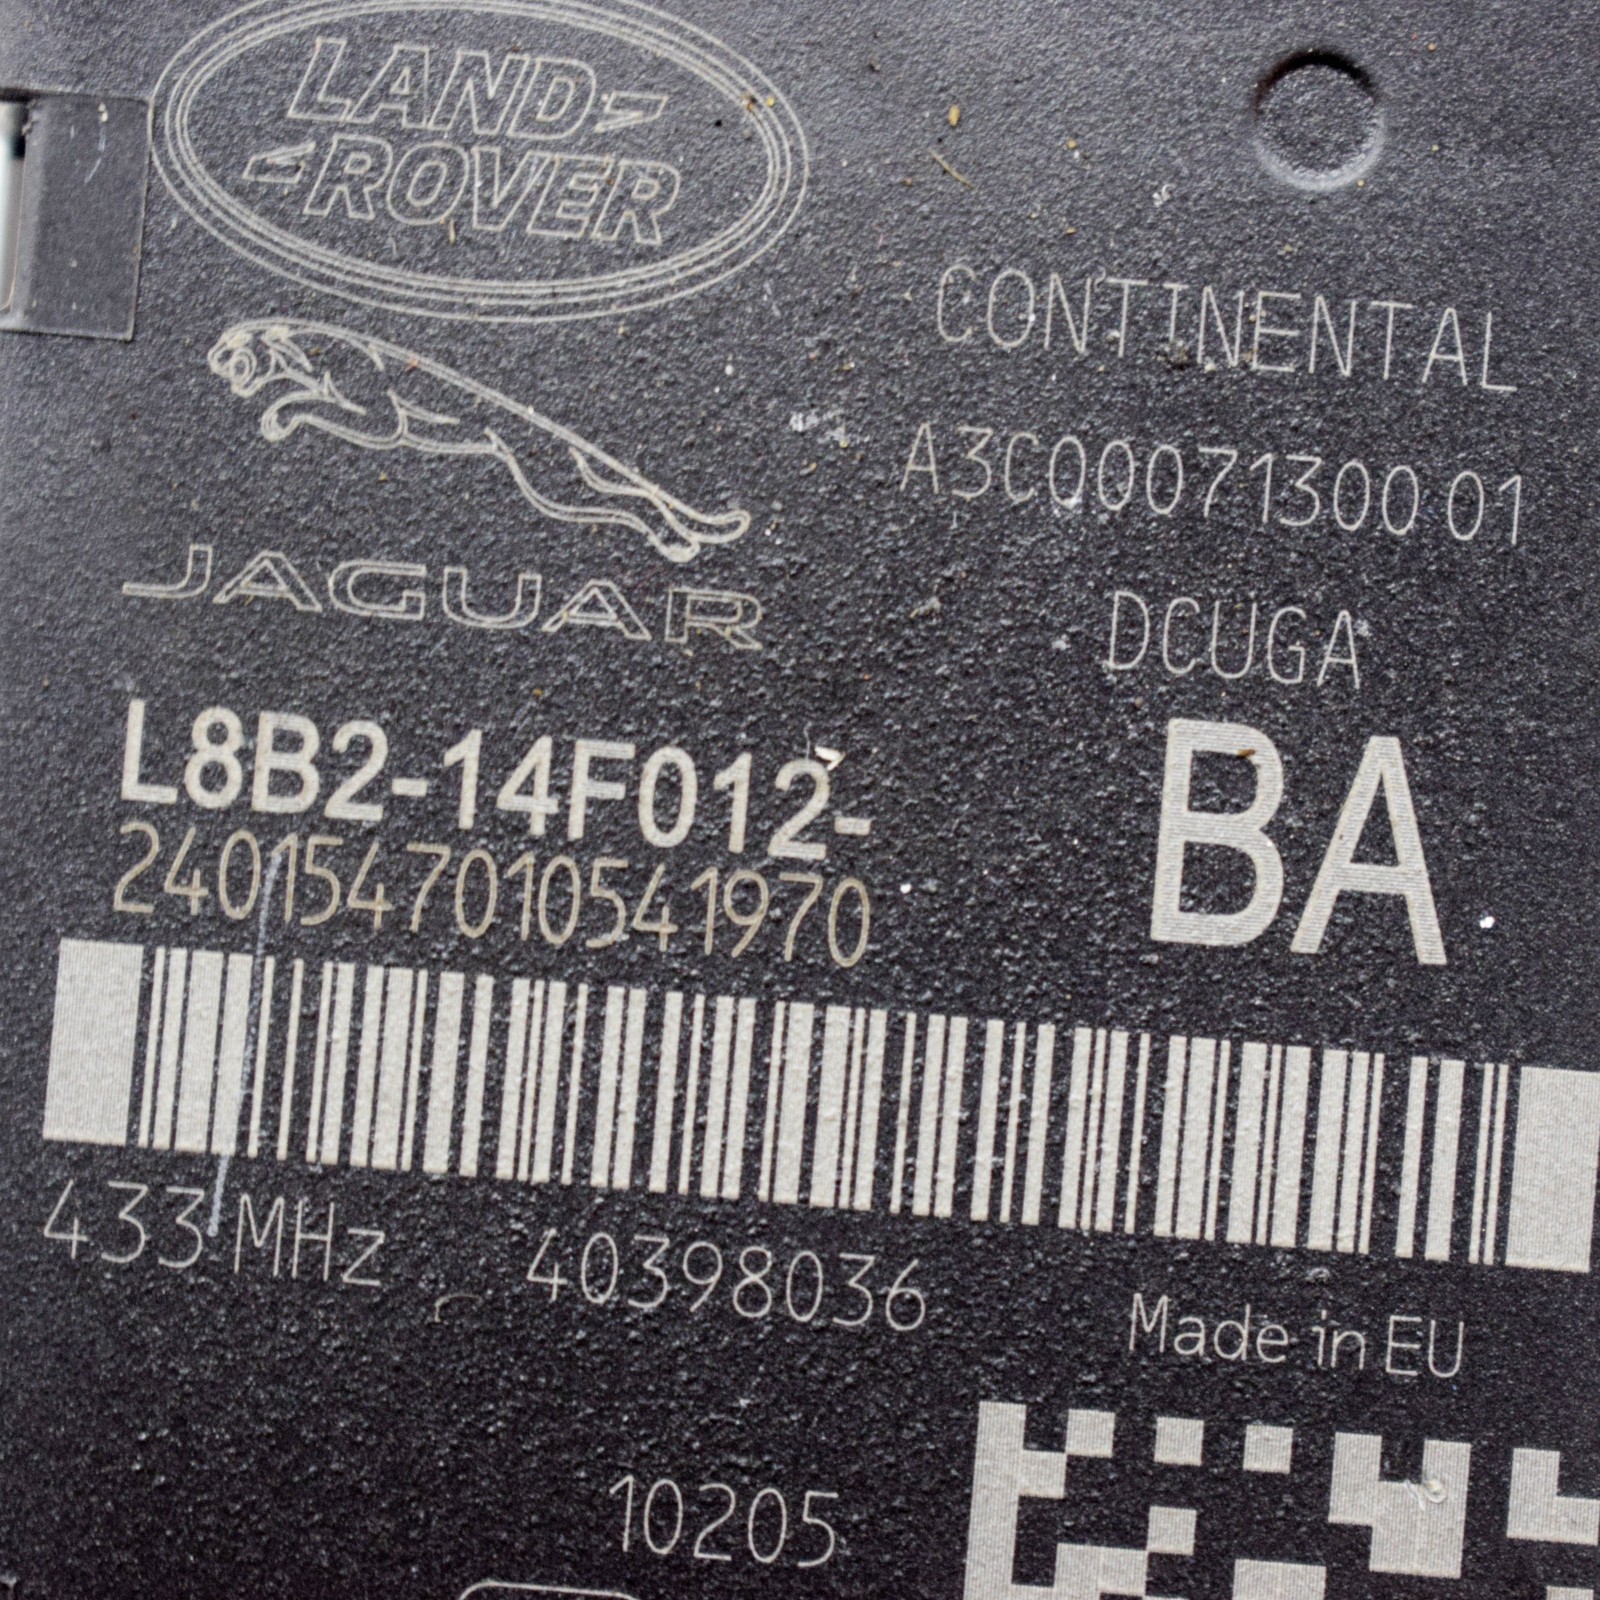 LAND
ROVER
JAGUAR
CONTINENTAL
A3C00071300 01
DCUGA
L8B2-14F012-
BA
2401547010541970
433 MHz
40398036
Made in EU
10205